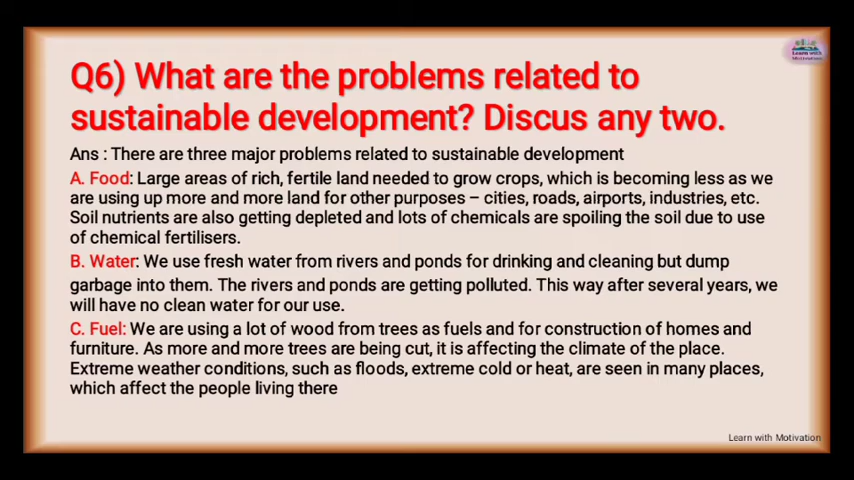 Learn with
Motivation
Q6) What are the problems related to
sustainable development? Discus any two.
Ans : There are three major problems related to sustainable development
A. Food: Large areas of rich, fertile land needed to grow crops, which is becoming less as we
are using up more and more land for other purposes – cities, roads, airports, industries, etc.
Soil nutrients are also getting depleted and lots of chemicals are spoiling the soil due to use
of chemical fertilisers.
B. Water: We use fresh water from rivers and ponds for drinking and cleaning but dump
garbage into them. The rivers and ponds are getting polluted. This way after several years, we
will have no clean water for our use.
C. Fuel: We are using a lot of wood from trees as fuels and for construction of homes and
furniture. As more and more trees are being cut, it is affecting the climate of the place.
Extreme weather conditions, such as floods, extreme cold or heat, are seen in many places,
which affect the people living there
Learn with Motivation